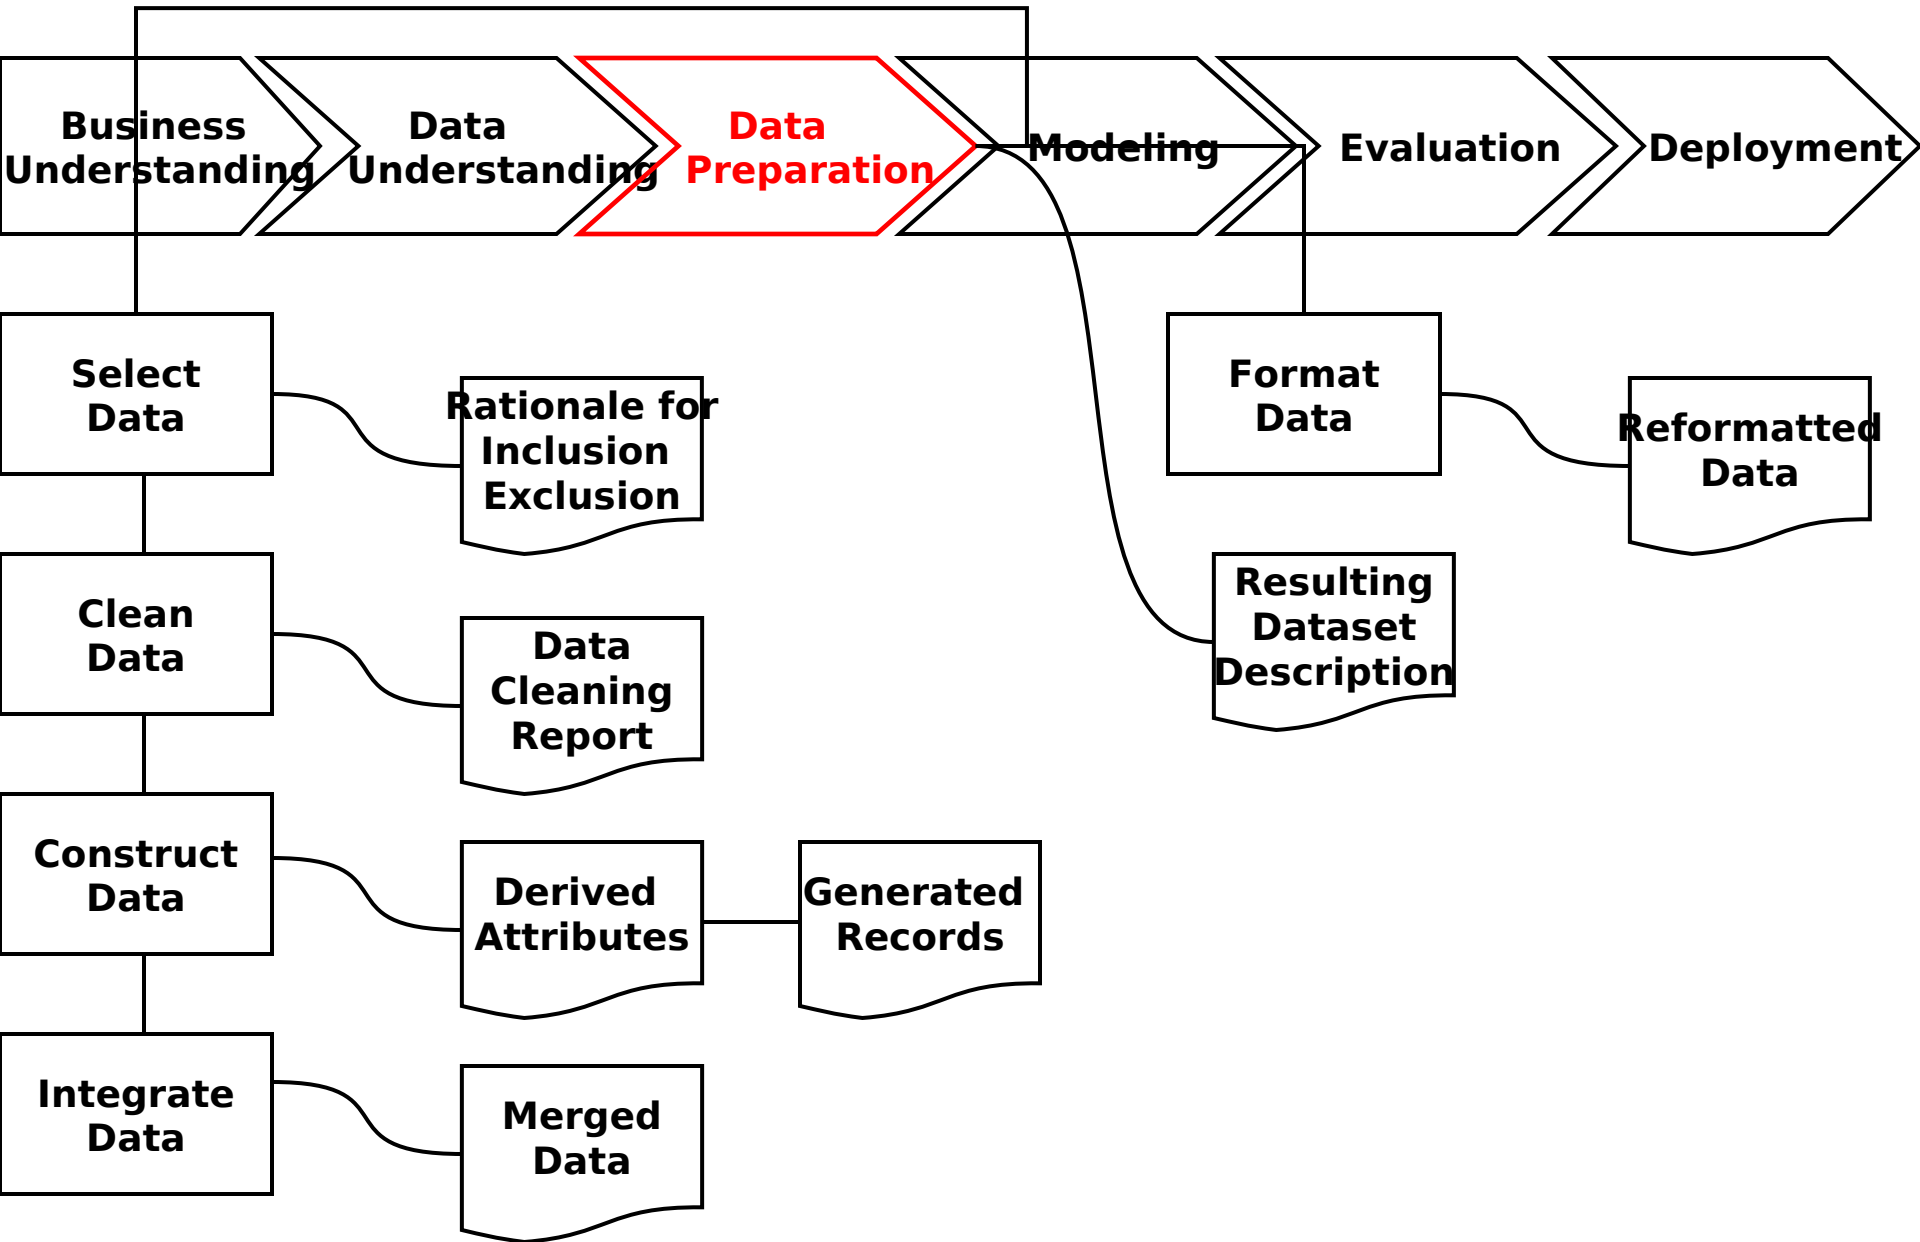 Business
Understanding
Data
Understanding
Data
Preparation
Modeling
Evaluation
Deployment
Select
Data
Rationale for
Inclusion
Exclusion
Format
Data
Reformatted
Data
Clean
Data
Data
Cleaning
Report
Resulting
Dataset
Description
Construct
Data
Derived
Attributes
Generated
Records
Integrate
Data
Merged
Data